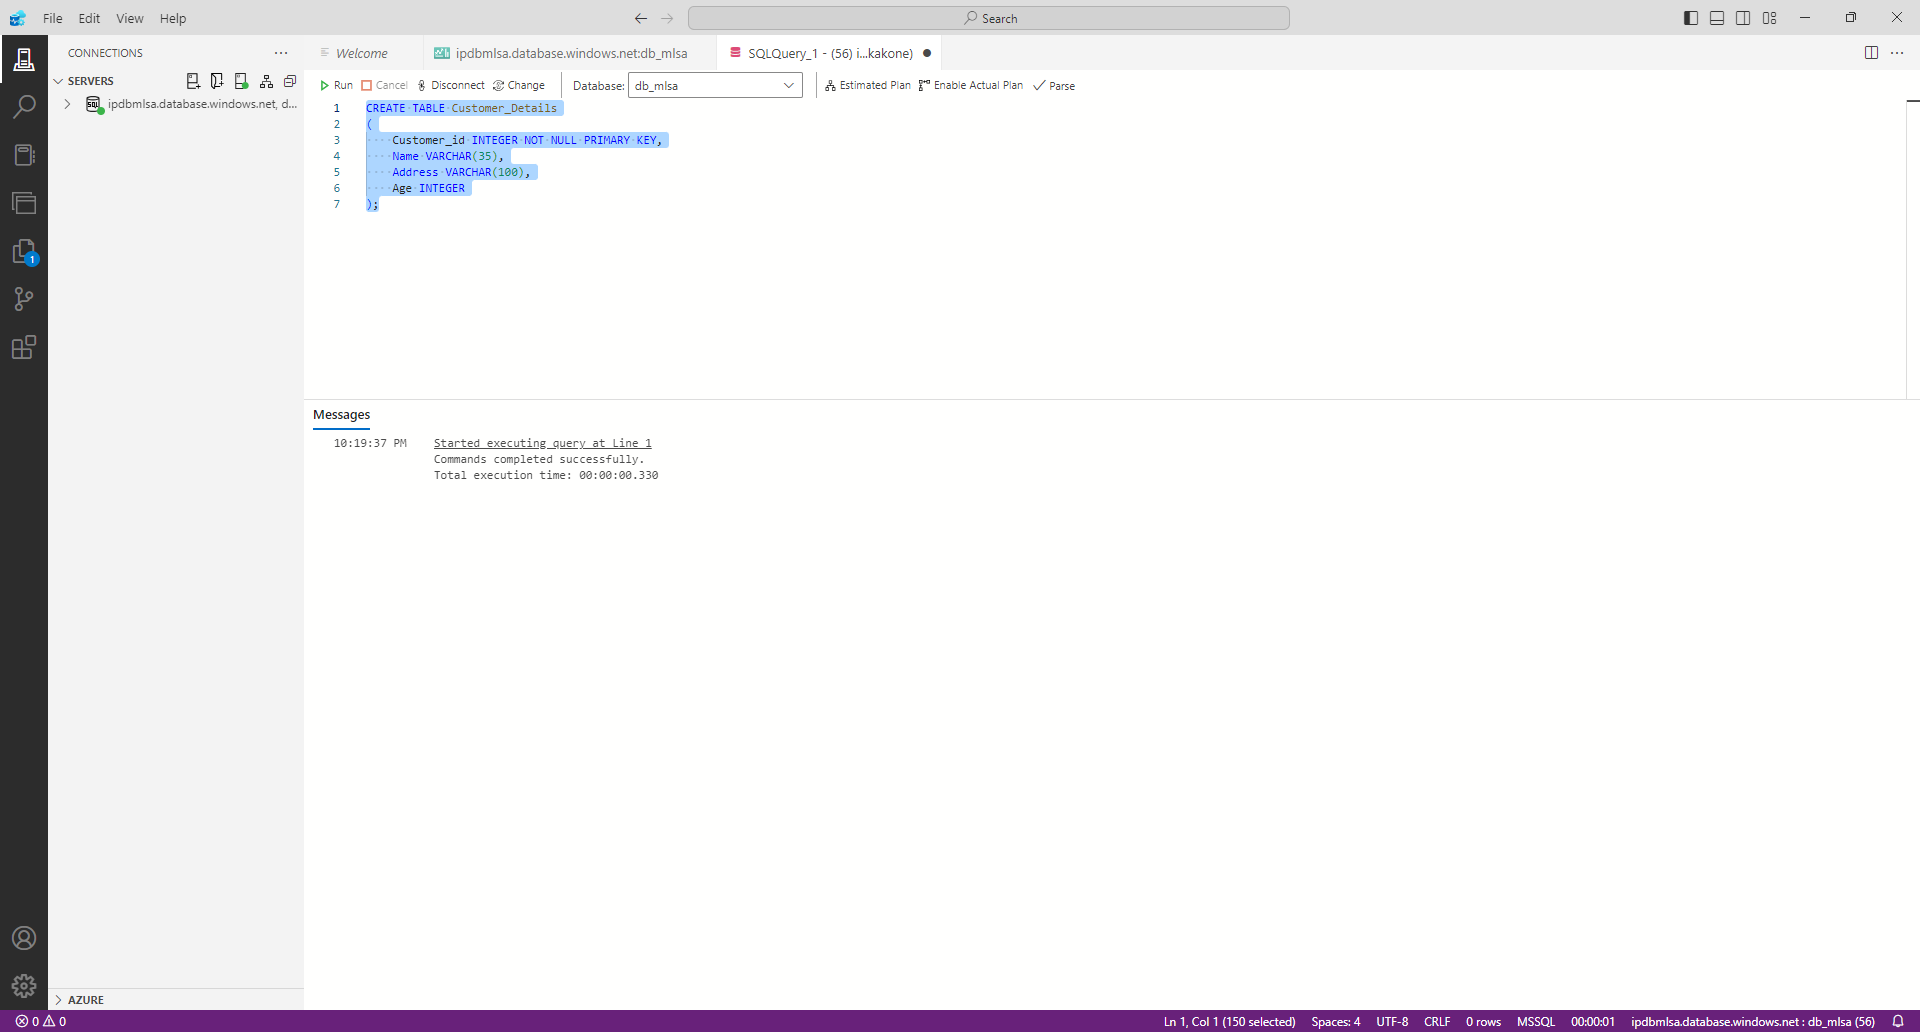 File Edit View Help
Search
CONNECTIONS
Welcome
ipdbmlsa.database.windows.net:db_mlsa
SQLQuery_1 - (56) i...kakone)
SERVERS
ipdbmlsa.database.windows.net, d...
Run Cancel Disconnect Change Database: db_mlsa Estimated Plan Enable Actual Plan Parse
1 CREATE TABLE Customer_Details
2 (
3 Customer_id INTEGER NOT NULL PRIMARY KEY,
4 Name VARCHAR(35),
5 Address VARCHAR(100),
6 Age INTEGER
7 );
1
Messages
10:19:37 PM Started executing query at Line 1
Commands completed successfully.
Total execution time: 00:00:00.330
AZURE
0 0 Ln 1, Col 1 (150 selected) Spaces: 4 UTF-8 CRLF 0 rows MSSQL 00:00:01 ipdbmlsa.database.windows.net : db_mlsa (56)